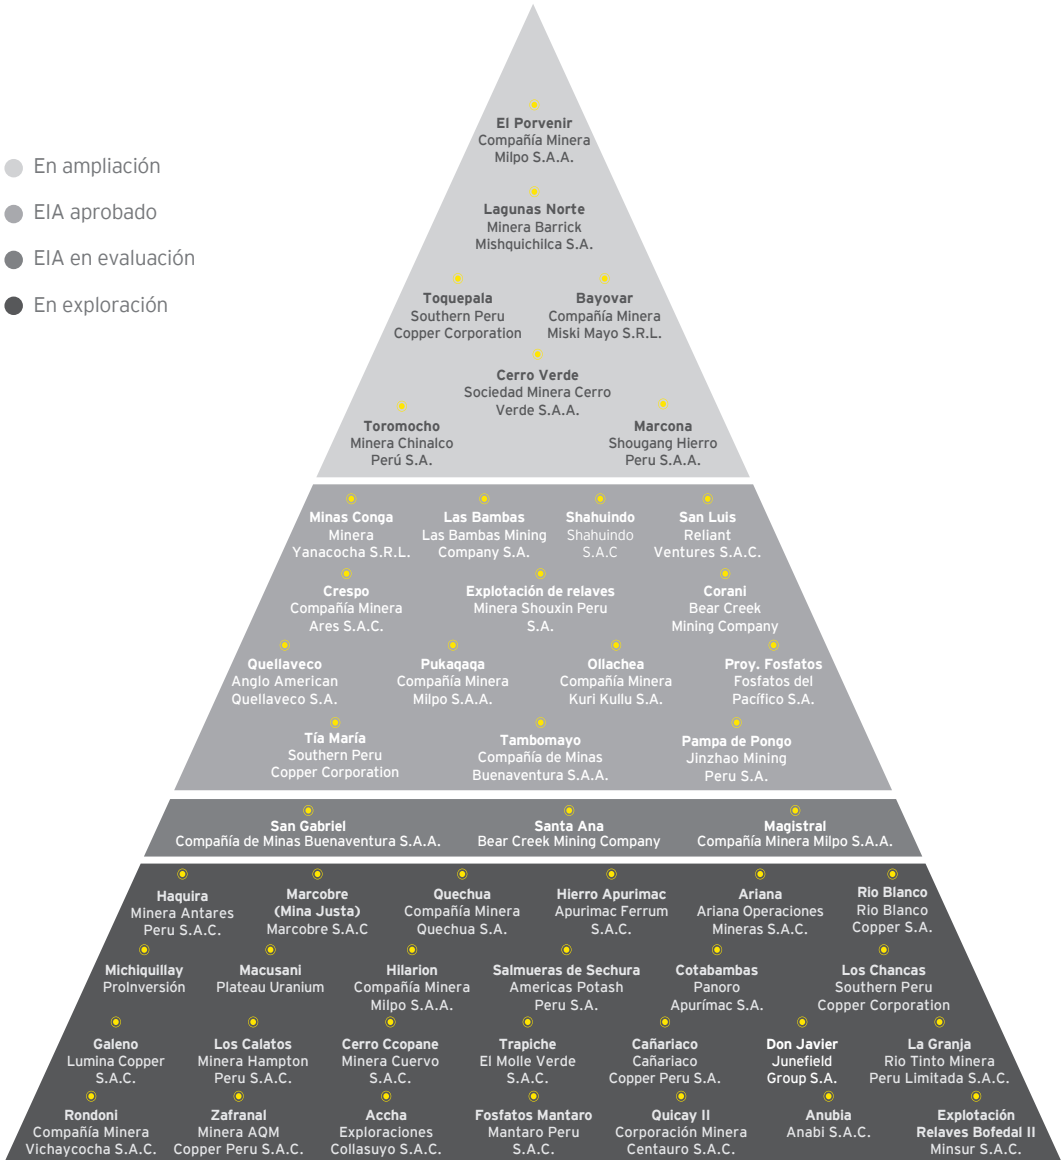 En ampliación
EIA aprobado
EIA en evaluación
En exploración
El Porvenir
Compañía Minera
Milpo S.A.A.
Lagunas Norte
Minera Barrick
Mishquichilca S.A.
Toquepala
Southern Peru
Copper Corporation
Bayovar
Compañía Minera
Miski Mayo S.R.L.
Cerro Verde
Sociedad Minera Cerro
Verde S.A.A.
Toromocho
Minera Chinalco
Perú S.A.
Marcona
Shougang Hierro
Peru S.A.A.
Minas Conga
Minera
Yanacocha S.R.L.
Las Bambas
Las Bambas Mining
Company S.A.
Shahuindo
Shahuindo
S.A.C
San Luis
Reliant
Ventures S.A.C.
Crespo
Compañía Minera
Ares S.A.C.
Explotación de relaves
Minera Shouxin Peru
S.A.
Corani
Bear Creek
Mining Company
Quellaveco
Anglo American
Quellaveco S.A.
Pukaqaqa
Compañía Minera
Milpo S.A.A.
Ollachea
Compañía Minera
Kuri Kullu S.A.
Proy. Fosfatos
Fosfatos del
Pacífico S.A.
Tía María
Southern Peru
Copper Corporation
Tambomayo
Compañía de Minas
Buenaventura S.A.A.
Pampa de Pongo
Jinzhao Mining
Peru S.A.
San Gabriel
Compañía de Minas Buenaventura S.A.A.
Santa Ana
Bear Creek Mining Company
Magistral
Compañía Minera Milpo S.A.A.
Haquira
Minera Antares
Peru S.A.C.
Marcobre
(Mina Justa)
Marcobre S.A.C
Quechua
Compañía Minera
Quechua S.A.
Hierro Apurimac
Apurimac Ferrum
S.A.C.
Ariana
Ariana Operaciones
Mineras S.A.C.
Rio Blanco
Rio Blanco
Copper S.A.
Michiquillay
ProInversión
Macusani
Plateau Uranium
Hilarion
Compañía Minera
Milpo S.A.A.
Salmueras de Sechura
Americas Potash
Peru S.A.
Cotabambas
Panoro
Apurímac S.A.
Los Chancas
Southern Peru
Copper Corporation
Galeno
Lumina Copper
S.A.C.
Los Calatos
Minera Hampton
Peru S.A.C.
Cerro Ccopane
Minera Cuervo
S.A.C.
Trapiche
El Molle Verde
S.A.C.
Cañariaco
Cañariaco
Copper Peru S.A.
Don Javier
Junefield
Group S.A.
La Granja
Rio Tinto Minera
Peru Limitada S.A.C.
Rondoni
Compañía Minera
Vichaycocha S.A.C.
Zafranal
Minera AQM
Copper Peru S.A.C.
Accha
Exploraciones
Collasuyo S.A.C.
Fosfatos Mantaro
Mantaro Peru
S.A.C.
Quicay II
Corporación Minera
Centauro S.A.C.
Anubia
Anabi S.A.C.
Explotación
Relaves Bofedal II
Minsur S.A.C.